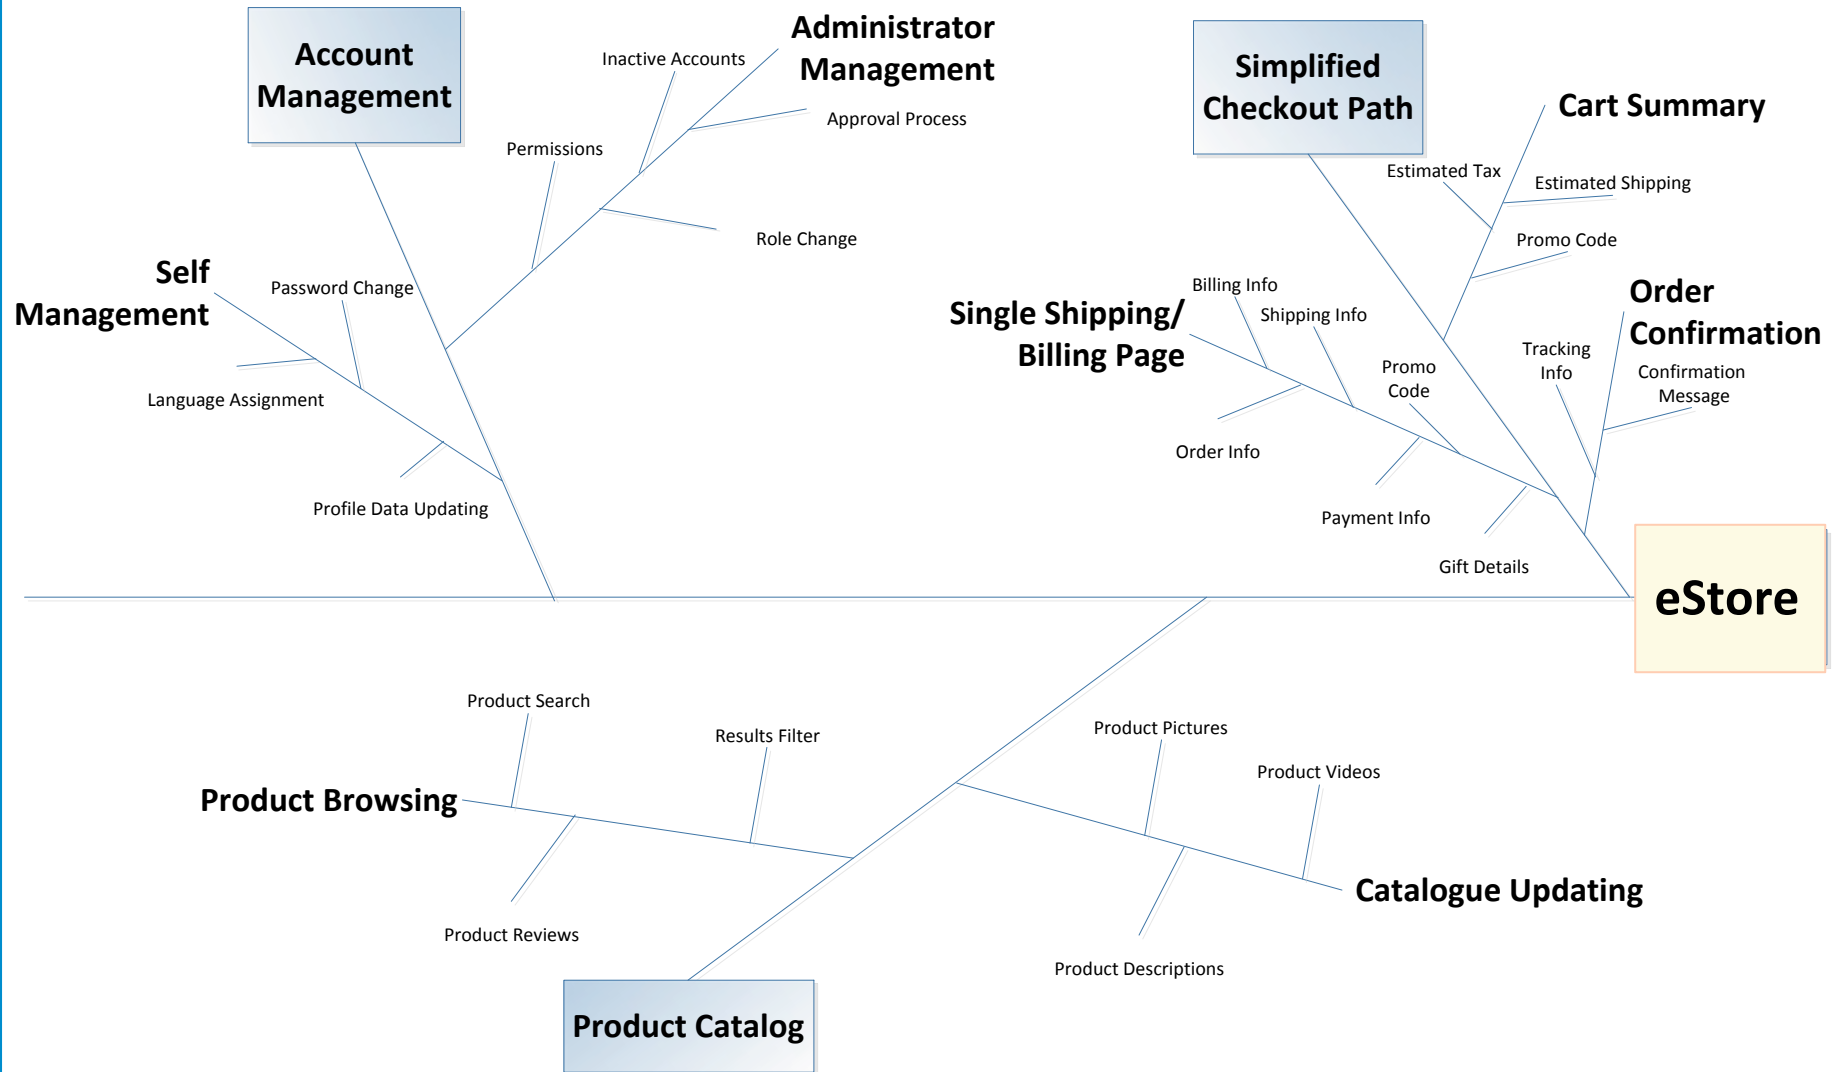 Account
Management
Administrator
Management
Inactive Accounts
Approval Process
Permissions
Role Change
Self
Management
Password Change
Language Assignment
Profile Data Updating
Simplified
Checkout Path
Cart Summary
Estimated Tax
Estimated Shipping
Promo Code
Single Shipping/
Billing Page
Billing Info
Shipping Info
Promo
Code
Order Info
Payment Info
Gift Details
Order
Confirmation
Tracking
Info
Confirmation
Message
eStore
Product Search
Results Filter
Product Browsing
Product Reviews
Product Pictures
Product Videos
Catalogue Updating
Product Descriptions
Product Catalog